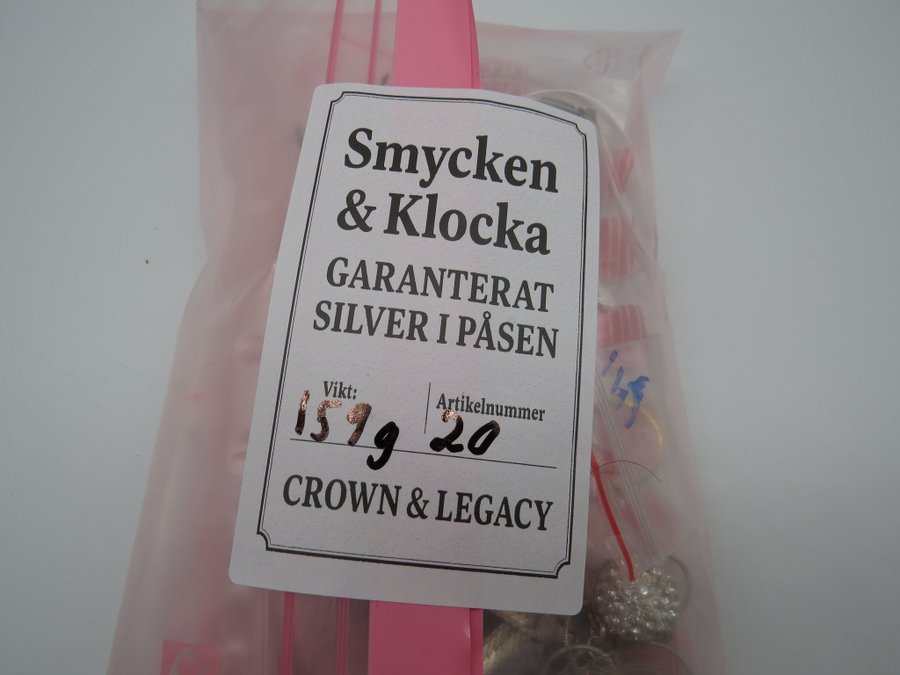 Smycken
& Klocka
GARANTERAT
SILVER I PÅSEN
Vikt: Artikelnummer
159g 20
CROWN & LEGACY